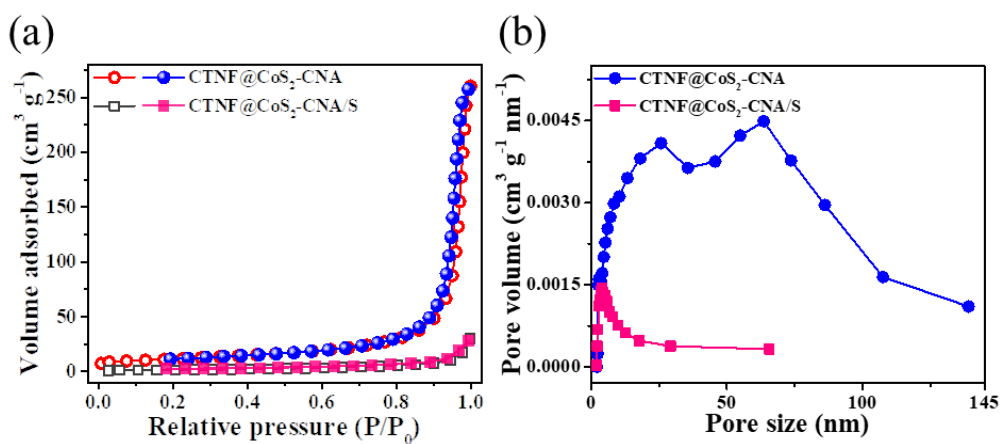 (a)
CTNF@CoS₂-CNA
CTNF@CoS₂-CNA/S
Volume adsorbed (cm³ g⁻¹)
250
200
150
100
50
0
0.0 0.2 0.4 0.6 0.8 1.0
Relative pressure (P/P₀)
(b)
CTNF@CoS₂-CNA
CTNF@CoS₂-CNA/S
Pore volume (cm³ g⁻¹ nm⁻¹)
0.0045
0.0030
0.0015
0.0000
0 25 50 75 100 145
Pore size (nm)